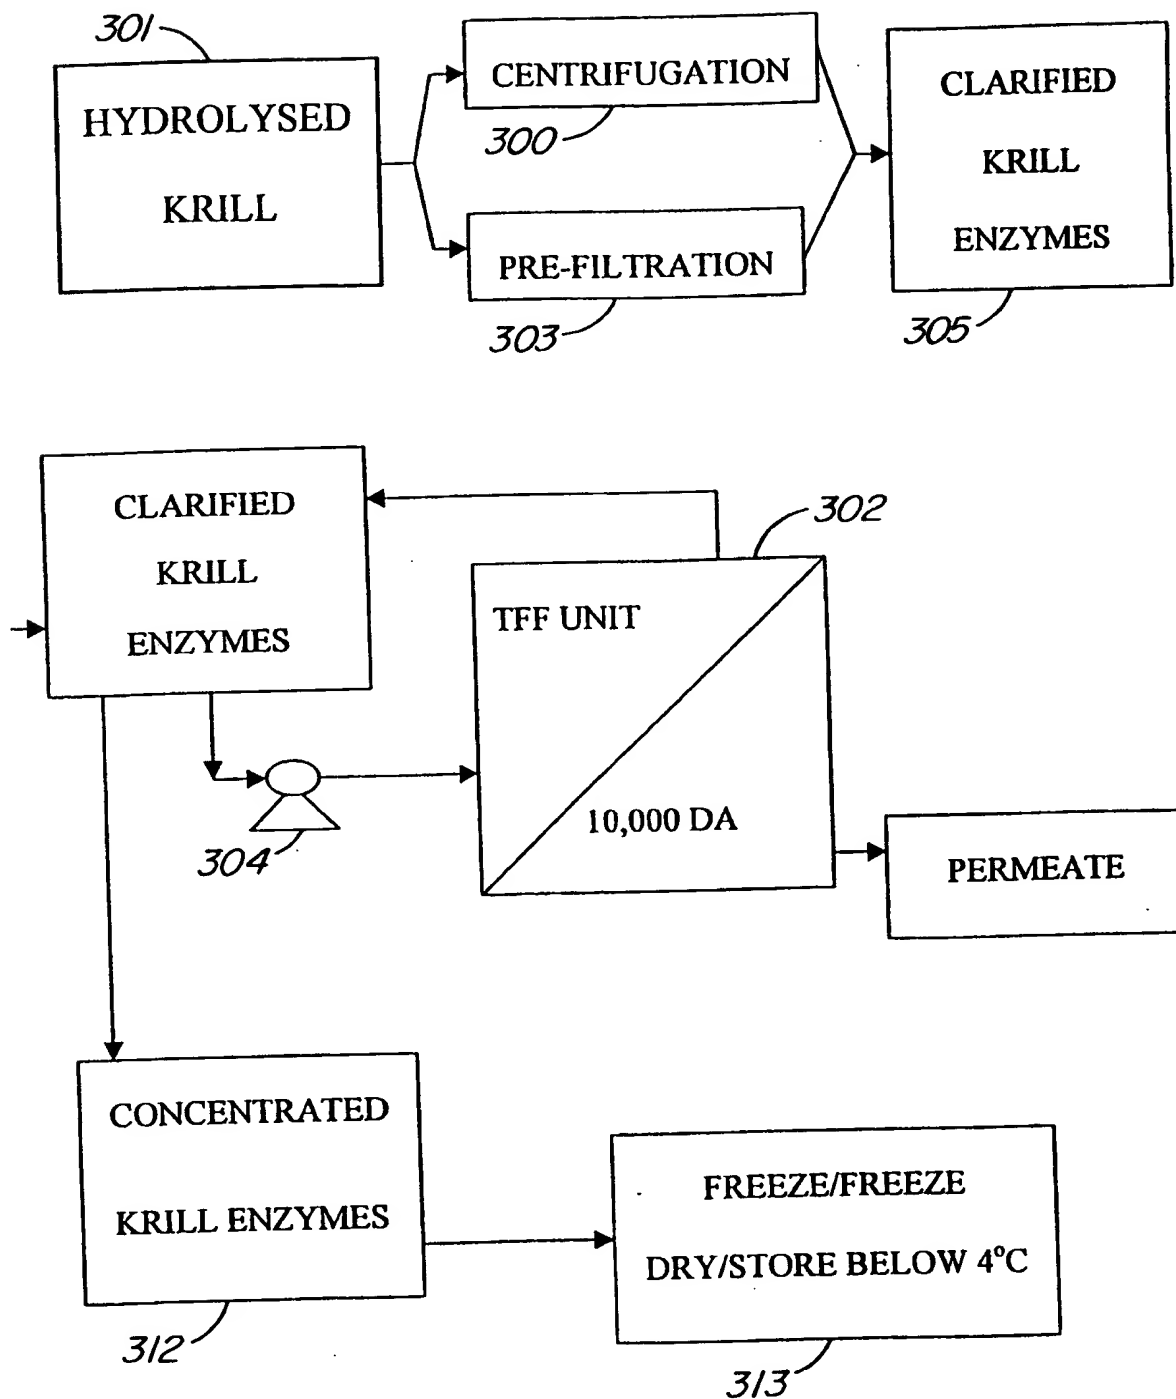 301
HYDROLYSED
KRILL
CENTRIFUGATION
300
PRE-FILTRATION
303
CLARIFIED
KRILL
ENZYMES
305
CLARIFIED
KRILL
ENZYMES
302
TFF UNIT
10,000 DA
304
PERMEATE
CONCENTRATED
KRILL ENZYMES
312
FREEZE/FREEZE
DRY/STORE BELOW 4°C
313